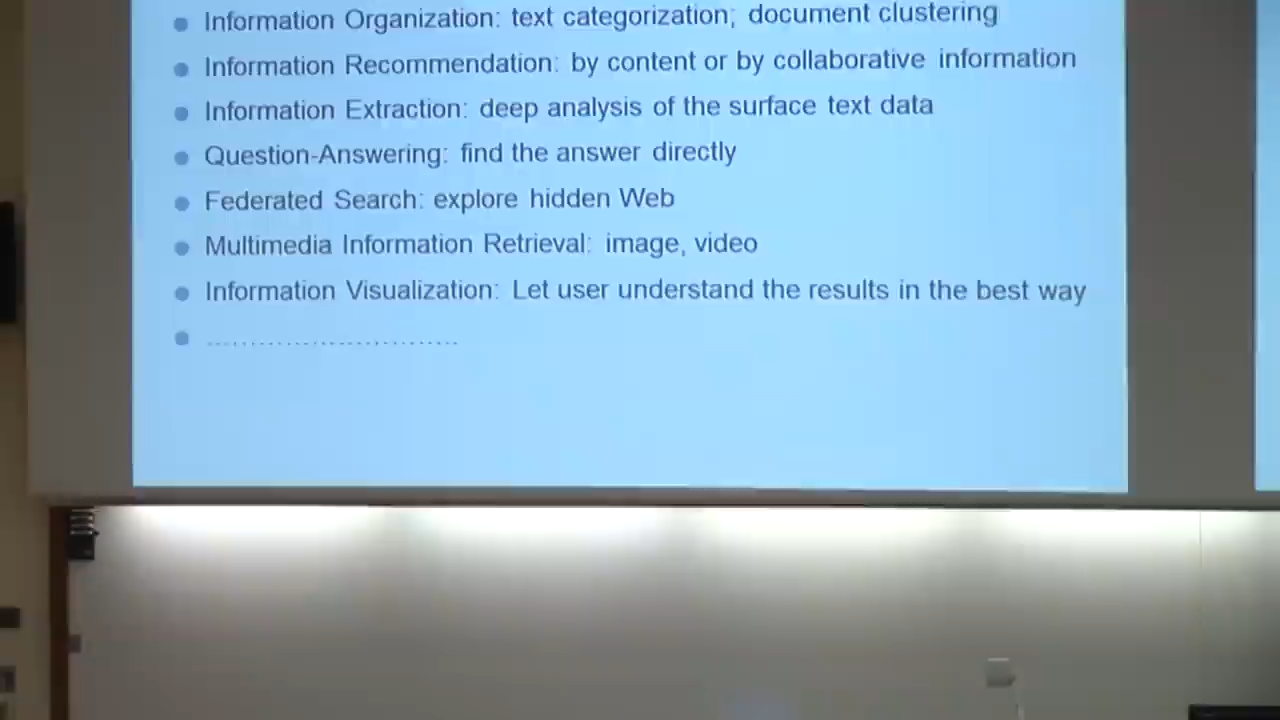 Information Organization: text categorization; document clustering
Information Recommendation: by content or by collaborative information
Information Extraction: deep analysis of the surface text data
Question-Answering: find the answer directly
Federated Search: explore hidden Web
Multimedia Information Retrieval: image, video
Information Visualization: Let user understand the results in the best way
.............................